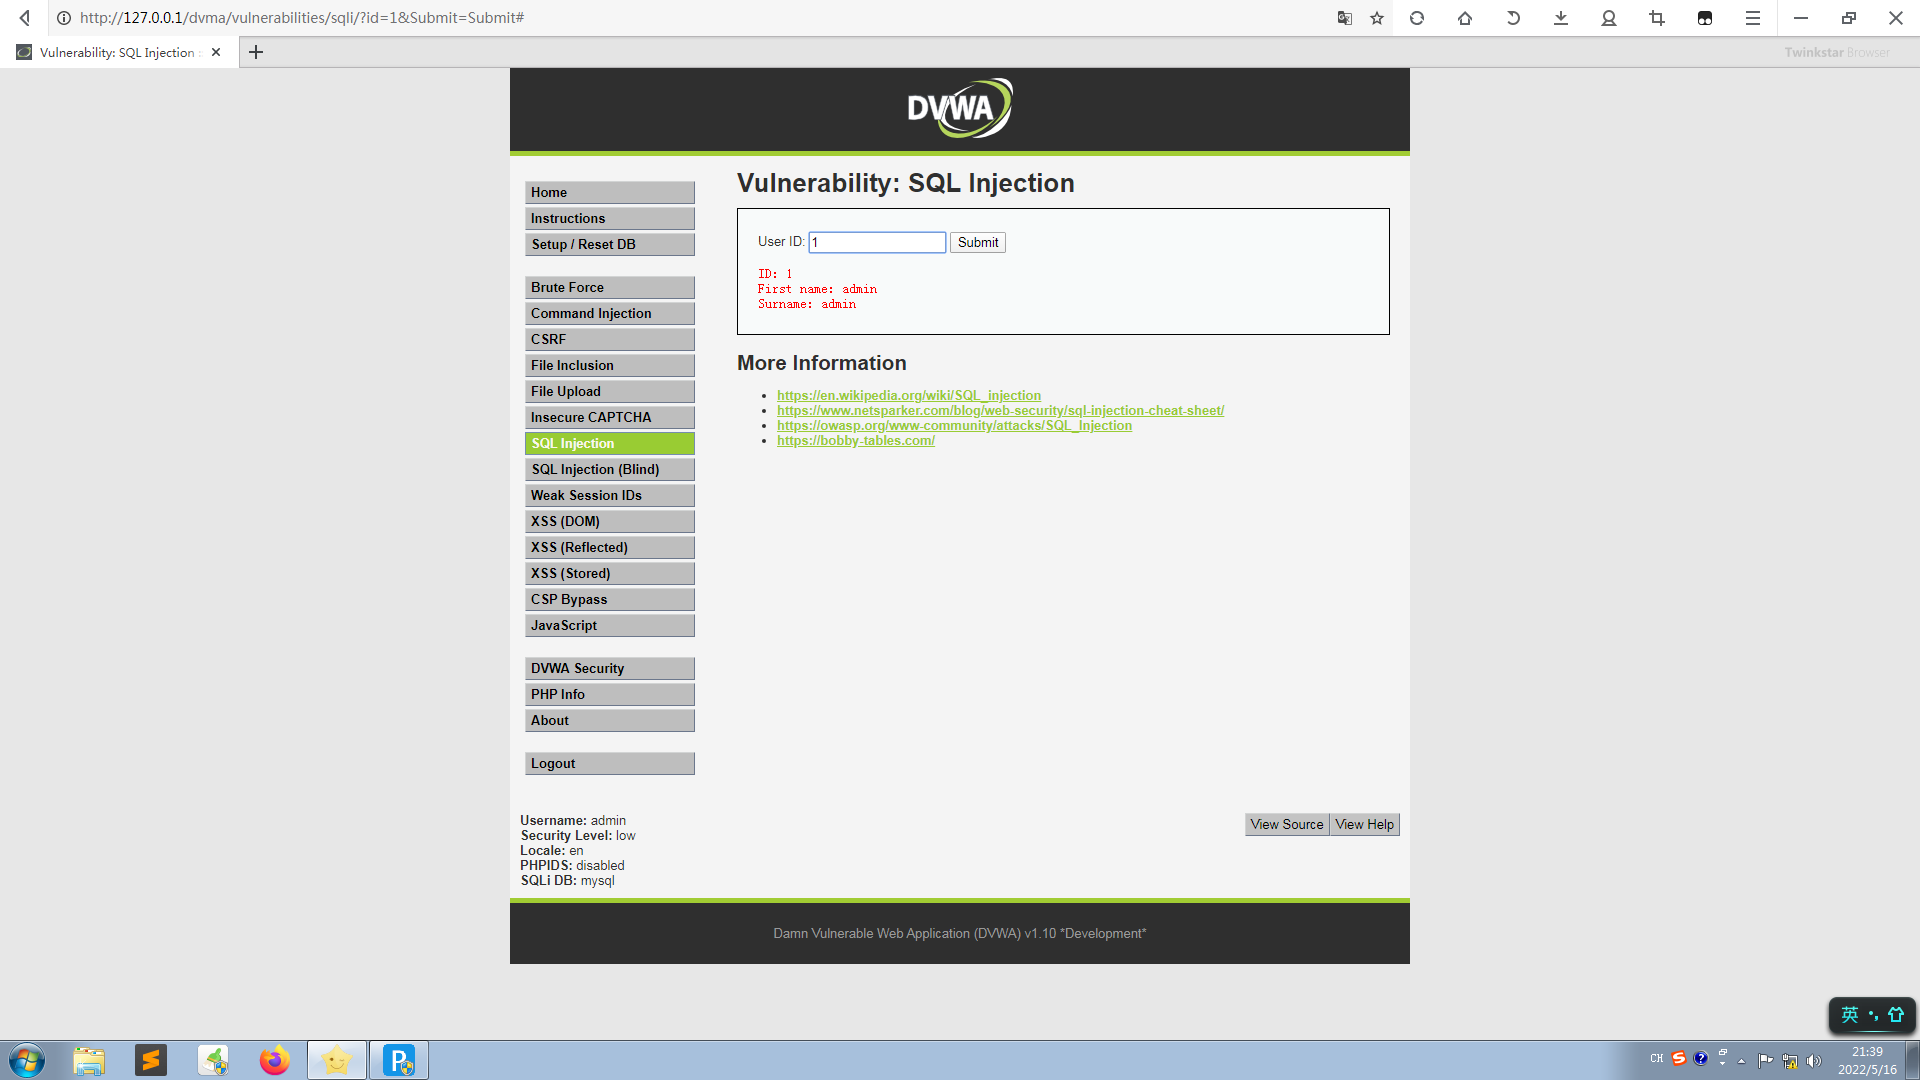 http://127.0.0.1/dvma/vulnerabilities/sqli/?id=1&Submit=Submit#
Vulnerability: SQL Injection :
Twinkstar Browser
DVWA
Home
Instructions
Setup / Reset DB
Brute Force
Command Injection
CSRF
File Inclusion
File Upload
Insecure CAPTCHA
SQL Injection
SQL Injection (Blind)
Weak Session IDs
XSS (DOM)
XSS (Reflected)
XSS (Stored)
CSP Bypass
JavaScript
DVWA Security
PHP Info
About
Logout
Vulnerability: SQL Injection
User ID: 1 Submit
ID: 1
First name: admin
Surname: admin
More Information
https://en.wikipedia.org/wiki/SQL_injection
https://www.netsparker.com/blog/web-security/sql-injection-cheat-sheet/
https://owasp.org/www-community/attacks/SQL_Injection
https://bobby-tables.com/
Username: admin
Security Level: low
Locale: en
PHPIDS: disabled
SQLi DB: mysql
View Source View Help
Damn Vulnerable Web Application (DVWA) v1.10 *Development*
英
CH
21:39
2022/5/16